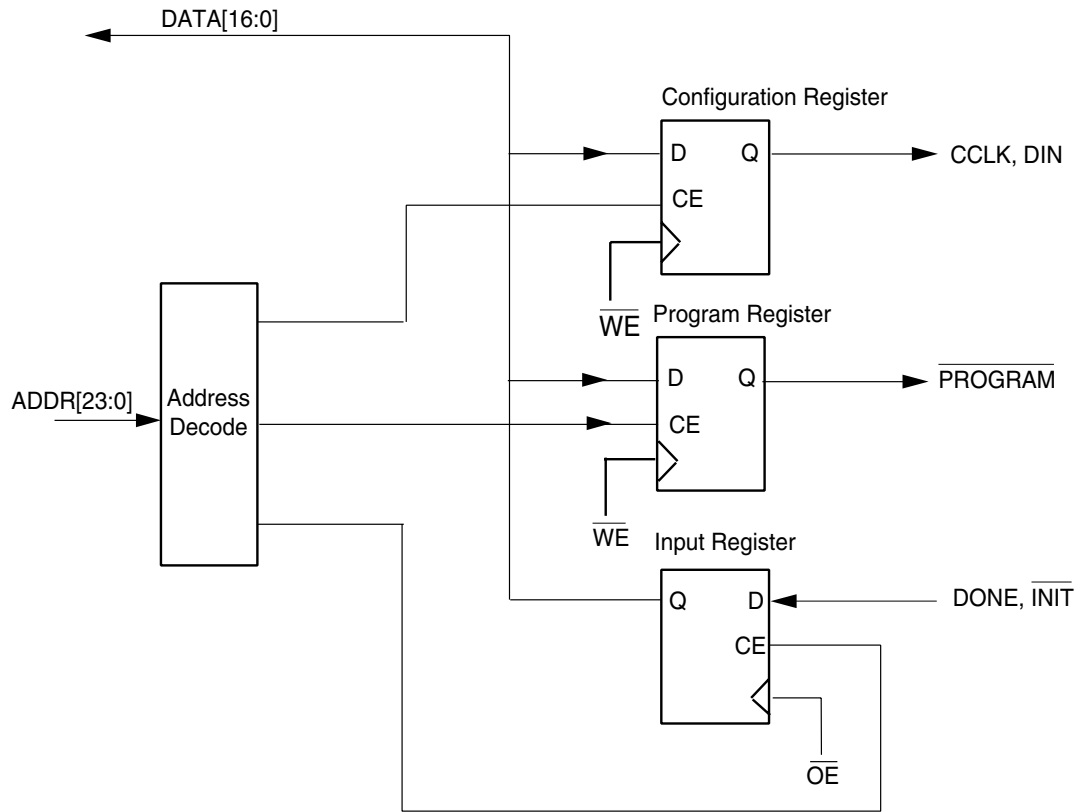 DATA[16:0]
Configuration Register
D Q
CCLK, DIN
CE
WE
Program Register
D Q
PROGRAM
ADDR[23:0]
Address
Decode
CE
WE
Input Register
Q D
DONE, INIT
CE
OE